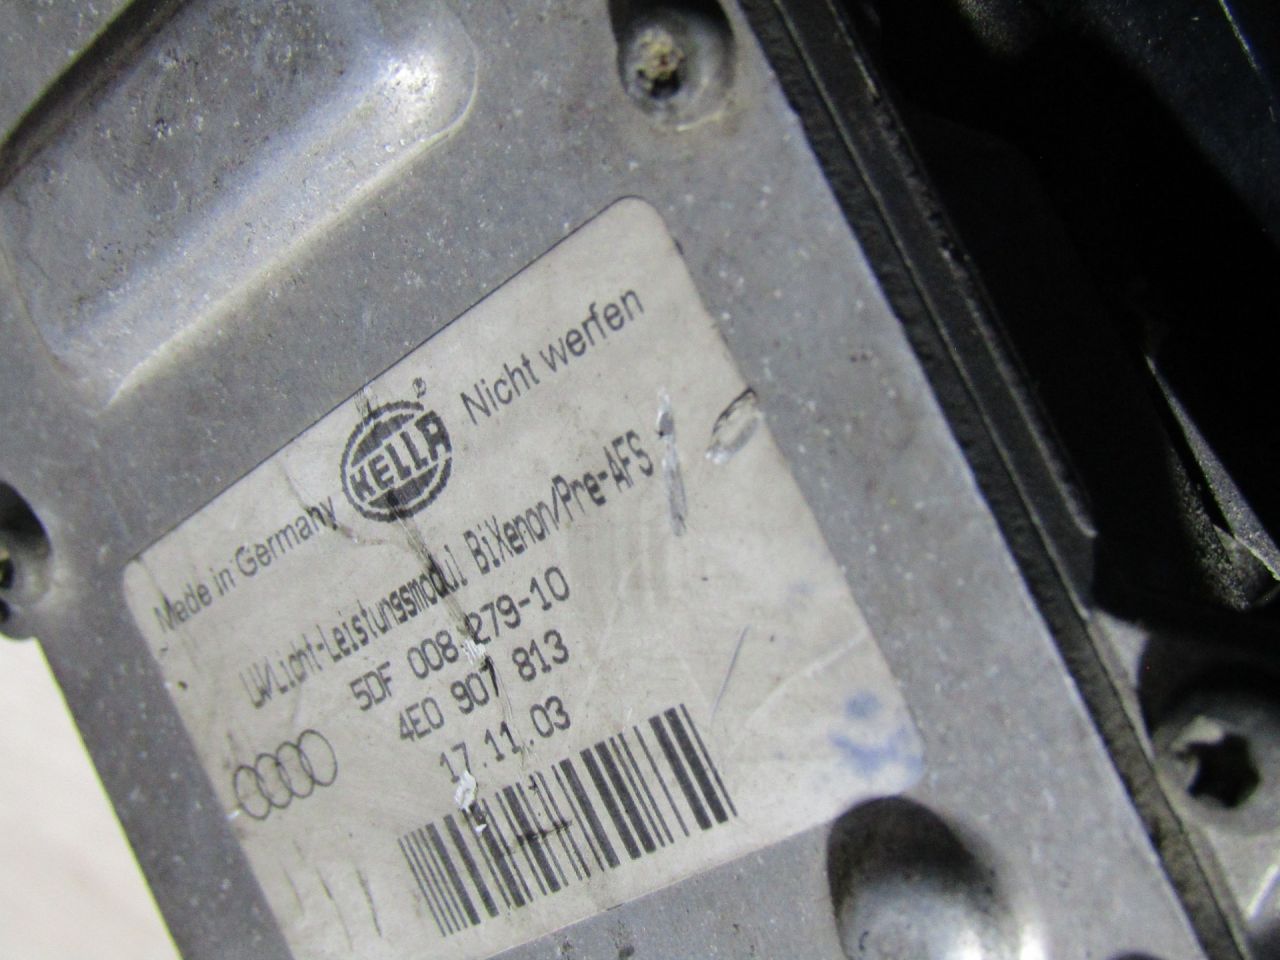 Made in Germany HELLA® Nicht werfen
LWLicht-Leistungsmodul BiXenon/Pre-AFS
5DF 008 279-10
4E0 907 813
17.11.03